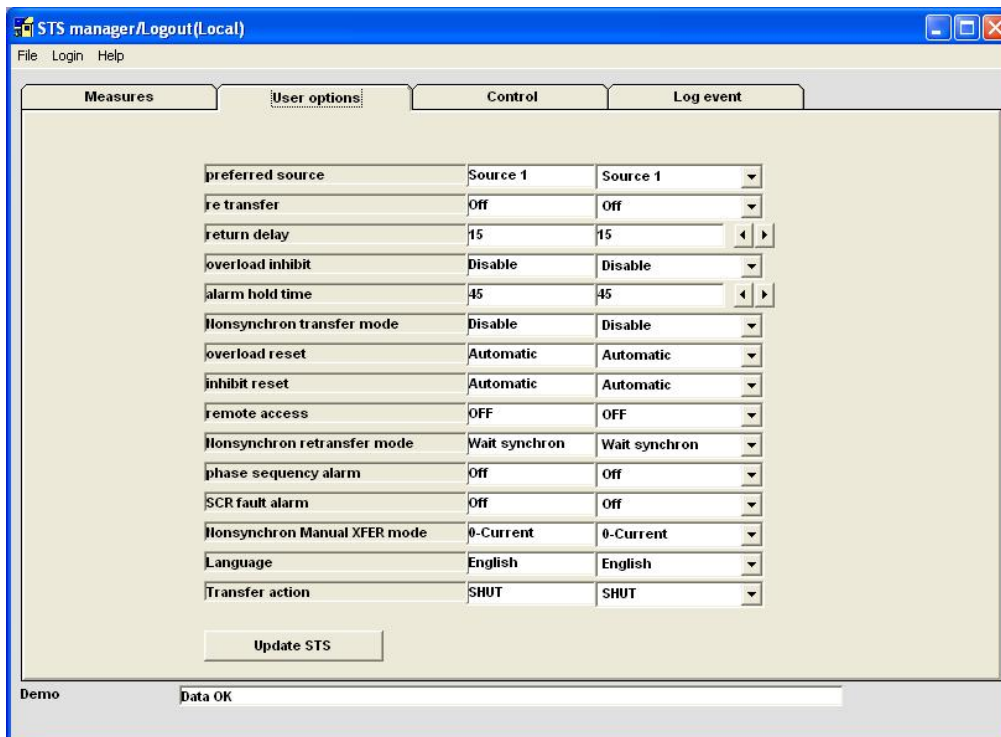 STS manager/Logout(Local)
File Login Help
Measures User options Control Log event
preferred source Source 1 Source 1
re transfer Off Off
return delay 15 15
overload inhibit Disable Disable
alarm hold time 45 45
Nonsynchron transfer mode Disable Disable
overload reset Automatic Automatic
inhibit reset Automatic Automatic
remote access OFF OFF
Nonsynchron retransfer mode Wait synchron Wait synchron
phase sequency alarm Off Off
SCR fault alarm Off Off
Nonsynchron Manual XFER mode 0-Current 0-Current
Language English English
Transfer action SHUT SHUT
Update STS
Demo Data OK